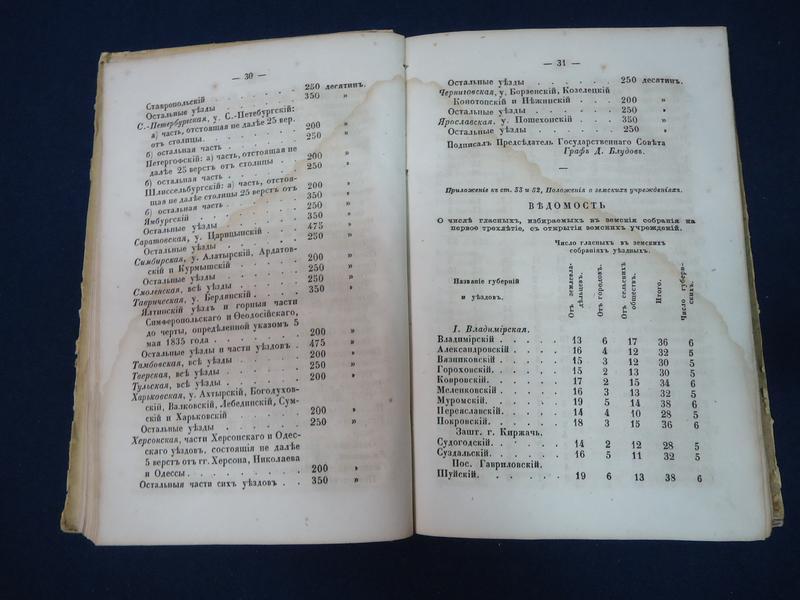 — 30 —
Ставропольскій . . . . . . 250 десятинъ.
Остальные уѣзды . . . . . 350 »
С.-Петербургская, у. С.-Петебургскій:
а) часть, отстоящая не далѣе 25 вер.
отъ столицы. . . . . . . 200 »
б) остальная часть . . . . . 250 »
Петергофскій: а) часть, отстоящая не
далѣе 25 верстъ отъ столицы . . 200 »
б) остальная часть . . . . . 250 »
Шлиссельбургскій: а) часть, отстоя-
щая не далѣе столицы 25 верстъ отъ 200 »
б) остальная часть . . . . . 350 »
Ямбургскій . . . . . . . 250 »
Остальные уѣзды . . . . . 350 »
Саратовская, у. Царицынскій . . 475 »
Остальные уѣзды . . . . . 250 »
Симбирская, у. Алатырскій, Ардатов-
скій и Курмышскій . . . . 200 »
Остальные уѣзды . . . . . 250 »
Смоленская, всѣ уѣзды . . . . 250 »
Таврическая, у. Берлянскій . . . 350 »
Ялтинскій уѣздъ и горныя части
Симферопольскаго и Ѳеодосійскаго,
до черты, опредѣленной указомъ 5
мая 1835 года . . . . . . 200 »
Остальные уѣзды и части уѣздовъ . 475 »
Тамбовская, всѣ уѣзды . . . . 200 »
Тверская, всѣ уѣзды . . . . 250 »
Тульская, всѣ уѣзды . . . . 200 »
Харьковская, у. Ахтырскій, Богодухов-
скій, Валковскій, Лебединскій, Сум-
скій и Харьковскій . . . . 200 »
Остальные уѣзды . . . . . 250 »
Херсонская, части Херсонскаго и Одес-
скаго уѣздовъ, состоящія не далѣе
5 верстъ отъ гг. Херсона, Николаева
и Одессы . . . . . . . . 200 »
Остальныя части сихъ уѣздовъ . . 350 »
— 31 —
Остальные уѣзды . . . . . . 250 десятинъ.
Черниговская, у. Борзенскій, Козелецкій
Конотопскій и Нѣжинскій . . . 200 »
Остальные уѣзды . . . . . . 250 »
Ярославская, у. Пошехонскій . . . 350 »
Остальные уѣзды . . . . . . 250 »
Подписалъ Предсѣдатель Государственнаго Совѣта
Графъ Д. Блудовъ.
—
Приложеніе къ ст. 33 и 52, Положенія о земскихъ учрежденіяхъ.
ВѢДОМОСТЬ
О числѣ гласныхъ, избираемыхъ въ земскія собранія на
первое трехлѣтіе, съ открытія земскихъ учрежденій.
Число гласныхъ въ земскихъ
собраніяхъ уѣздныхъ.
Названіе губерній
и уѣздовъ.
Отъ землевла-
дѣльцевъ.
Отъ городовъ.
Отъ сельскихъ
обществъ.
Итого.
Число губерн-
скихъ.
I. Владимірская.
Владимірскій . . . . . 13 6 17 36 6
Александровскій . . . . 16 4 12 32 5
Вязниковскій . . . . . 15 3 12 30 5
Гороховскій. . . . . . 15 2 13 30 5
Ковровскій. . . . . . 17 2 15 34 6
Меленковскій . . . . . 16 3 13 32 5
Муромскій . . . . . . 19 5 14 38 6
Переяславскій . . . . . 14 4 10 28 5
Покровскій. . . . . . 18 3 15 36 6
Зашт. г. Киржачъ.
Судогодскій. . . . . . 14 2 12 28 5
Суздальскій. . . . . . 16 5 11 32 5
Пос. Гавриловскій.
Шуйскій. . . . . . . 19 6 13 38 6